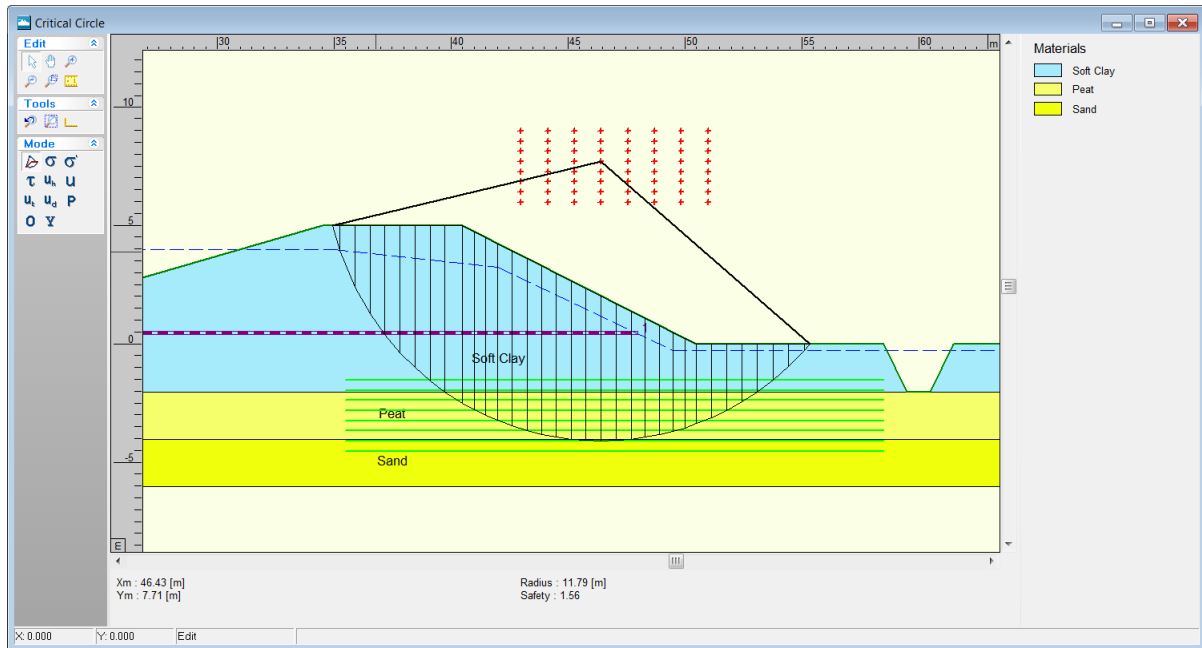 Critical Circle
Edit
Tools
Mode
σ σ'
τ uh u
ut ud P
O Y
30 35 40 45 50 55 60 m
10
5
0
-5
m
1
Soft Clay
Peat
Sand
Materials
Soft Clay
Peat
Sand
Xm : 46.43 [m]
Ym : 7.71 [m]
Radius : 11.79 [m]
Safety : 1.56
X: 0.000 Y: 0.000 Edit